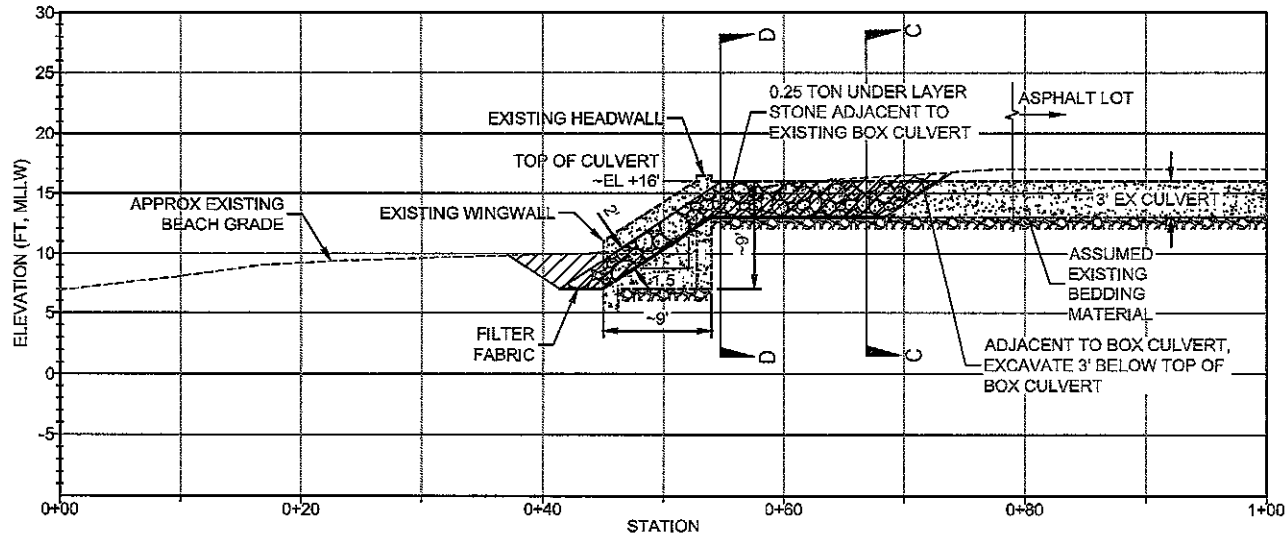 ELEVATION (FT, MLLW)
30
25
20
15
10
5
0
-5
0+00
0+20
0+40
0+60
0+80
1+00
STATION
D
C
D
C
0.25 TON UNDER LAYER
STONE ADJACENT TO
EXISTING BOX CULVERT
ASPHALT LOT
EXISTING HEADWALL
TOP OF CULVERT
~EL +16'
APPROX EXISTING
BEACH GRADE
EXISTING WINGWALL
2'
3' EX CULVERT
~9'
1.5
~9'
FILTER
FABRIC
ASSUMED
EXISTING
BEDDING
MATERIAL
ADJACENT TO BOX CULVERT,
EXCAVATE 3' BELOW TOP OF
BOX CULVERT